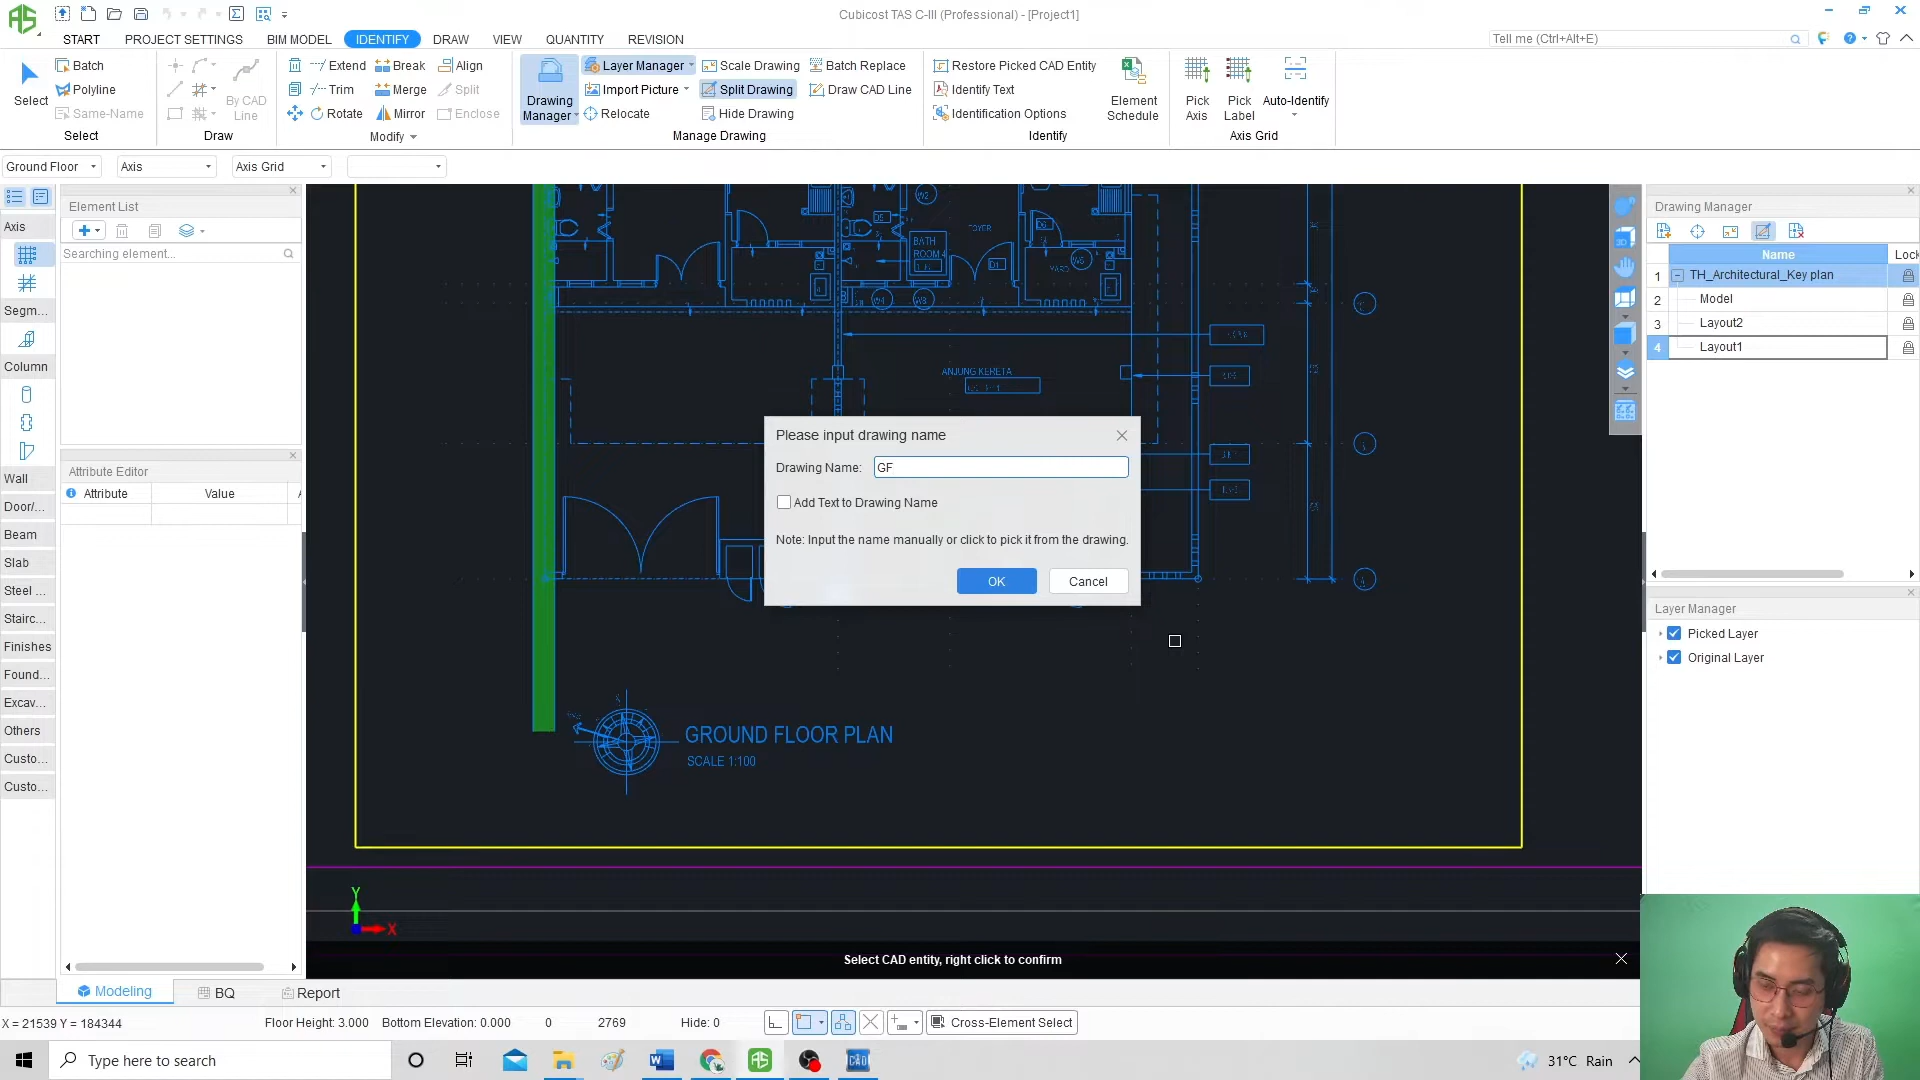 Cubicost TAS C-III (Professional) - [Project1]
START PROJECT SETTINGS BIM MODEL IDENTIFY DRAW VIEW QUANTITY REVISION
Tell me (Ctrl+Alt+E)
Select
Batch
Polyline
Same-Name
Select
By CAD Line
Draw
Extend Break Align
Trim Merge Split
Rotate Mirror Enclose
Modify
Drawing Manager
Layer Manager Scale Drawing Batch Replace
Import Picture Split Drawing Draw CAD Line
Relocate Hide Drawing
Manage Drawing
Restore Picked CAD Entity
Identify Text
Identification Options
Element Schedule
Identify
Pick Axis
Pick Label
Auto-Identify
Axis Grid
Ground Floor Axis Axis Grid
Axis
Segm...
Column
Wall
Door/...
Beam
Slab
Steel ...
Stairc...
Finishes
Found...
Excav...
Others
Custo...
Custo...
Element List
Searching element...
Attribute Editor
Attribute Value
BATH ROOM 4
FOYER
YARD
D1
ANJUNG KERETA
GROUND FLOOR PLAN
SCALE 1:100
Y
X
Please input drawing name
Drawing Name: GF
Add Text to Drawing Name
Note: Input the name manually or click to pick it from the drawing.
OK Cancel
Select CAD entity, right click to confirm
Drawing Manager
Name Lock
1 TH_Architectural_Key plan
2 Model
3 Layout2
4 Layout1
Layer Manager
Picked Layer
Original Layer
Modeling BQ Report
X = 21539 Y = 184344 Floor Height: 3.000 Bottom Elevation: 0.000 0 2769 Hide: 0 Cross-Element Select
Type here to search
31°C Rain